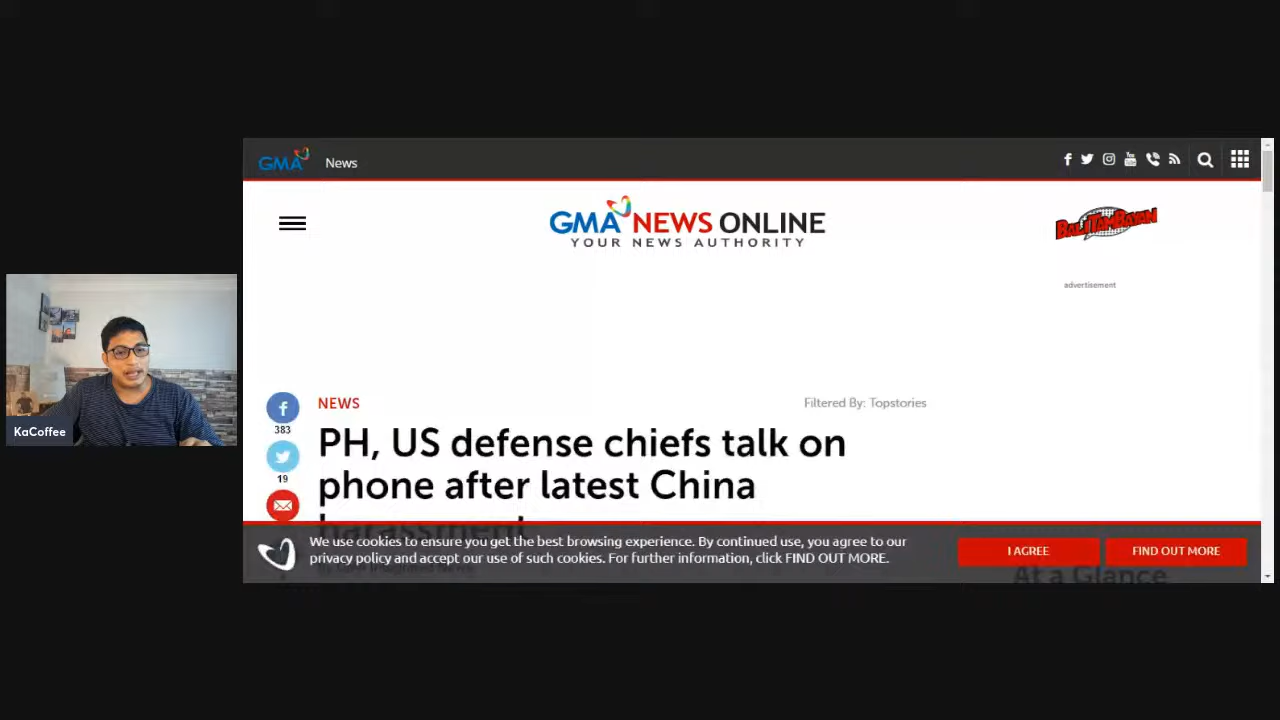 GMA
News
GMA NEWS ONLINE
YOUR NEWS AUTHORITY
BALITAMBAYAN
advertisement
383
19
NEWS
Filtered By: Topstories
PH, US defense chiefs talk on
phone after latest China
harassment
We use cookies to ensure you get the best browsing experience. By continued use, you agree to our
privacy policy and accept our use of such cookies. For further information, click FIND OUT MORE.
I AGREE
FIND OUT MORE
At a Glance
KaCoffee